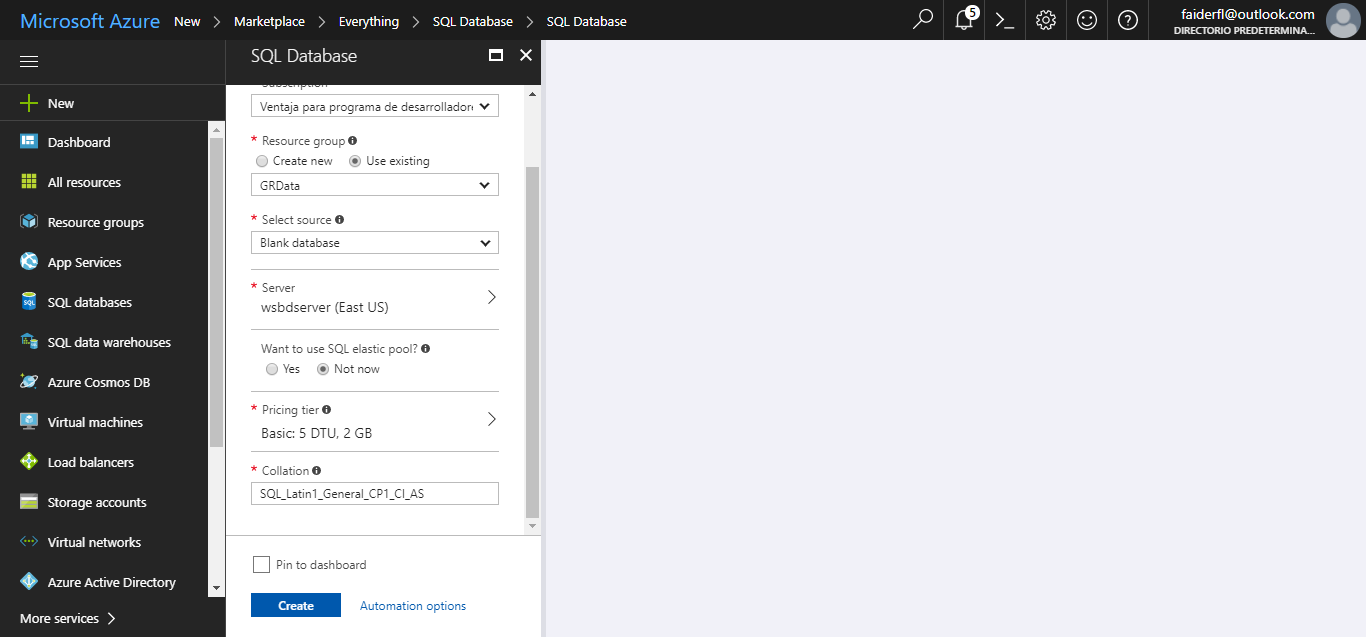 Microsoft Azure New Marketplace Everything SQL Database SQL Database
5
faiderfl@outlook.com
DIRECTORIO PREDETERMINA...
New
Dashboard
All resources
Resource groups
App Services
SQL databases
SQL data warehouses
Azure Cosmos DB
Virtual machines
Load balancers
Storage accounts
Virtual networks
Azure Active Directory
More services
SQL Database
Subscription
Ventaja para programa de desarrollador
* Resource group
Create new Use existing
GRData
* Select source
Blank database
* Server
wsbdserver (East US)
Want to use SQL elastic pool?
Yes Not now
* Pricing tier
Basic: 5 DTU, 2 GB
* Collation
SQL_Latin1_General_CP1_CI_AS
Pin to dashboard
Create Automation options